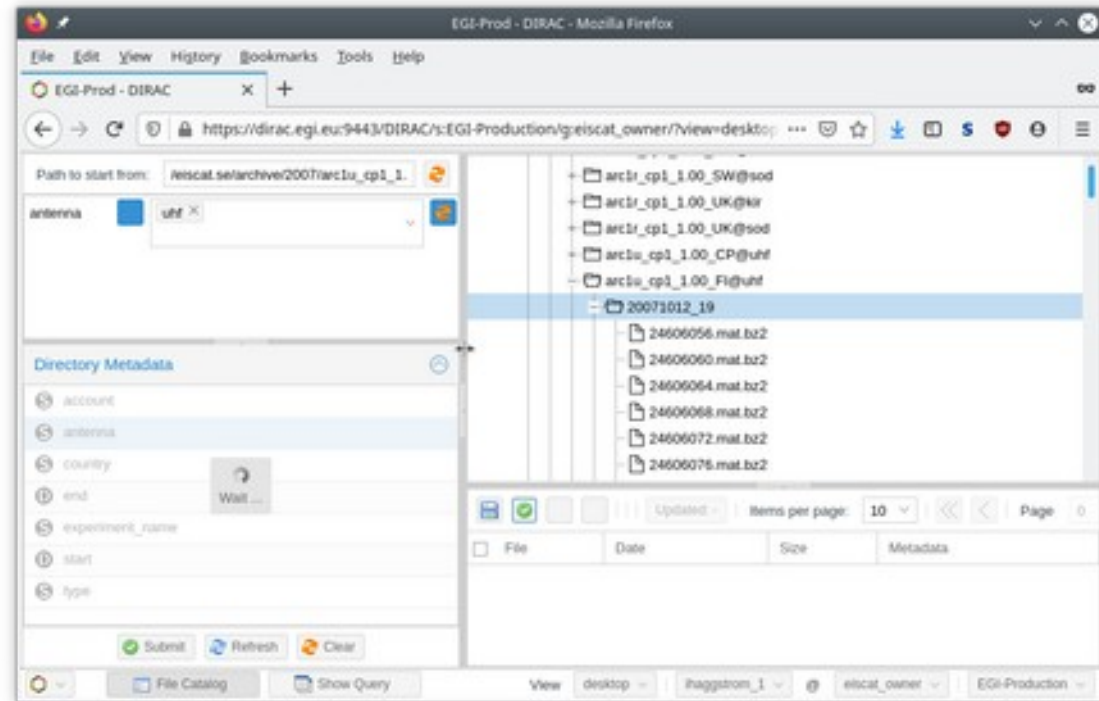 EGI-Prod - DIRAC - Mozilla Firefox
File Edit View History Bookmarks Tools Help
EGI-Prod - DIRAC
https://dirac.egi.eu:9443/DIRAC/s:EGI-Production/g:eiscat_owner/?view=desktop
Path to start from: /eiscat.se/archive/2007/arc1u_cp1_1.
antenna uhf
arc1r_cp1_1.00_SW@sod
arc1r_cp1_1.00_UK@kir
arc1r_cp1_1.00_UK@sod
arc1u_cp1_1.00_CP@uhf
arc1u_cp1_1.00_FI@uhf
20071012_19
24606056.mat.bz2
24606060.mat.bz2
24606064.mat.bz2
24606068.mat.bz2
24606072.mat.bz2
24606076.mat.bz2
Directory Metadata
account
antenna
country
end
experiment_name
start
type
Wait ...
Submit Refresh Clear
Updated Items per page: 10 Page 0
File Date Size Metadata
File Catalog Show Query View desktop ihaggstrom_1 @ eiscat_owner EGI-Production